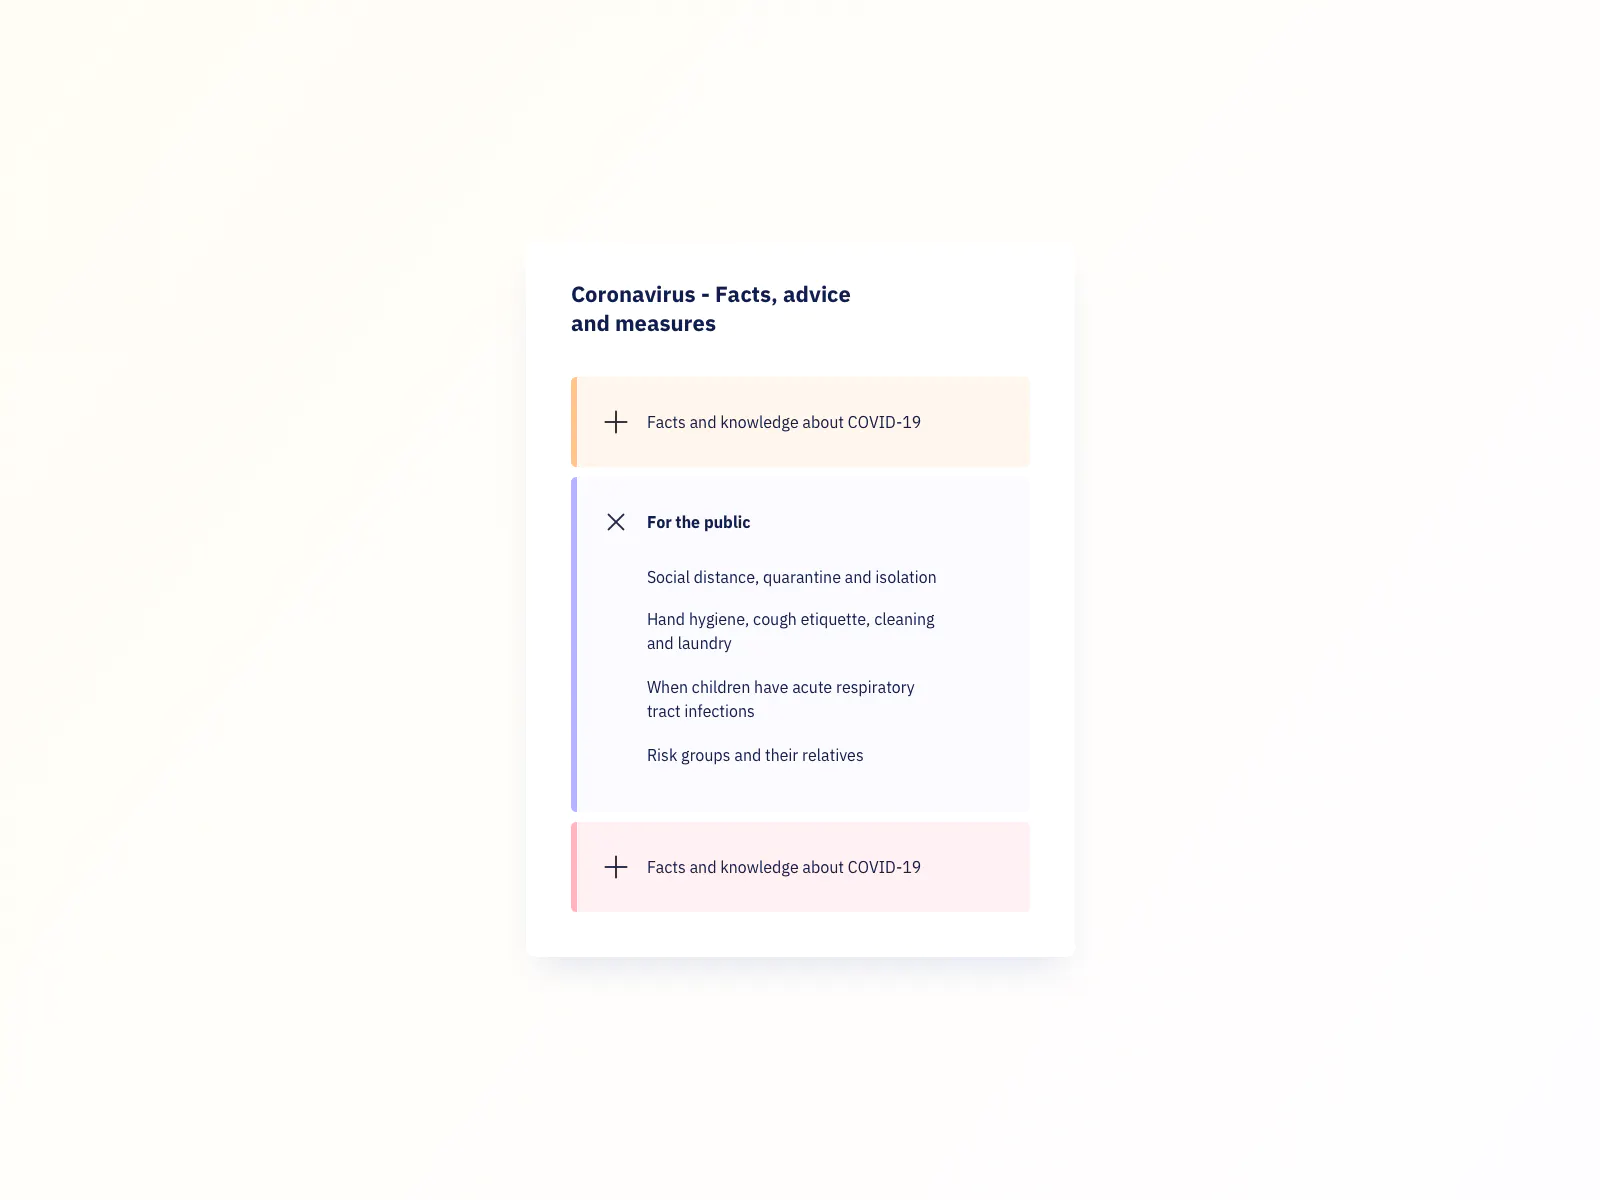 Coronavirus - Facts, advice
and measures
Facts and knowledge about COVID-19
For the public
Social distance, quarantine and isolation
Hand hygiene, cough etiquette, cleaning
and laundry
When children have acute respiratory
tract infections
Risk groups and their relatives
Facts and knowledge about COVID-19